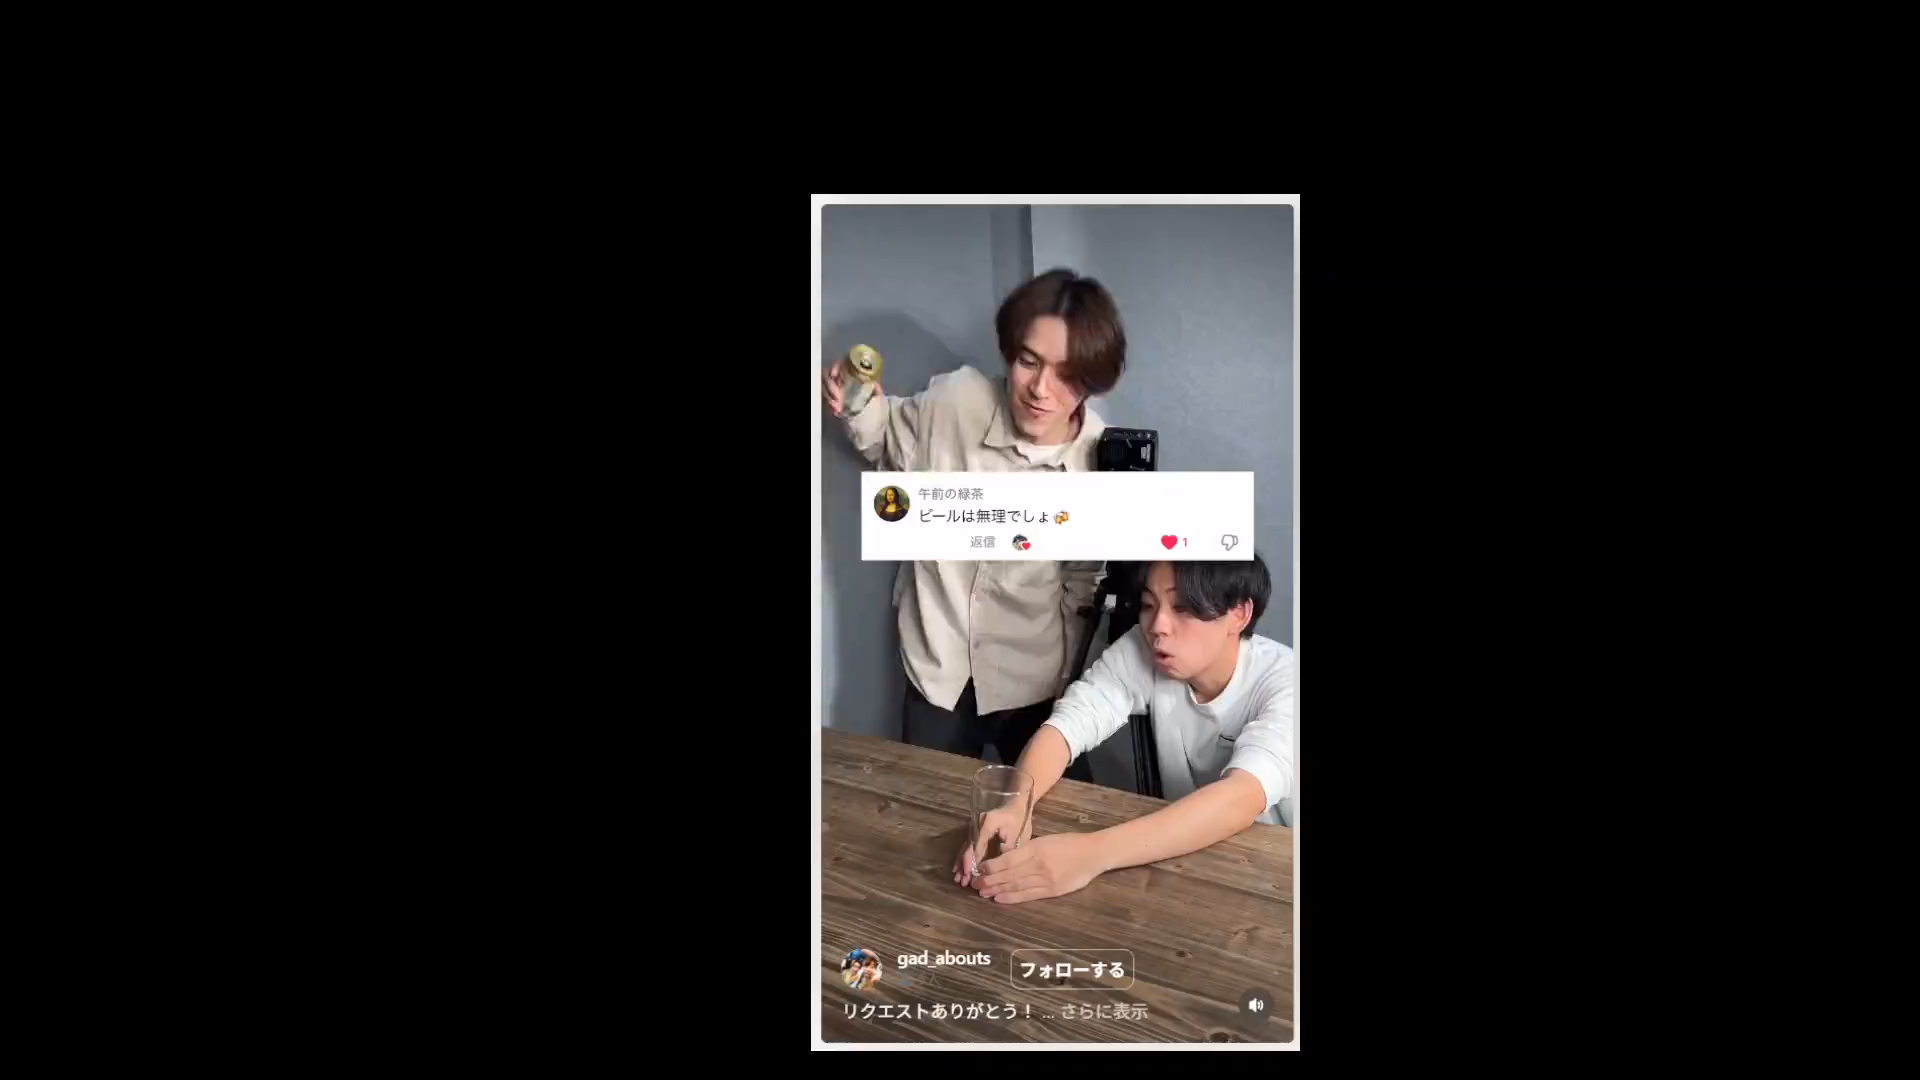 午前の緑茶
ビールは無理でしょ🍻
返信 1
gad_abouts フォローする
リクエストありがとう！ ... さらに表示